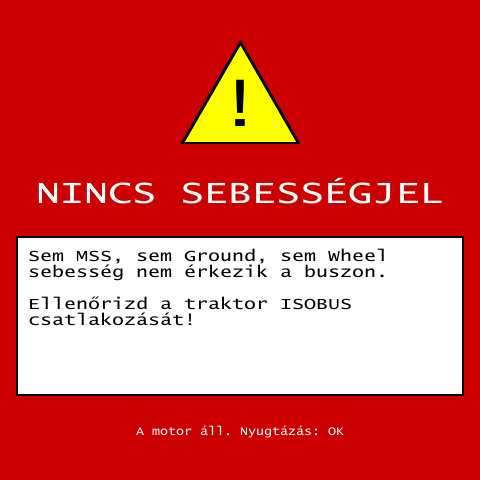 !
NINCS SEBESSÉGJEL
Sem MSS, sem Ground, sem Wheel
sebesség nem érkezik a buszon.
Ellenőrizd a traktor ISOBUS
csatlakozását!
A motor áll. Nyugtázás: OK